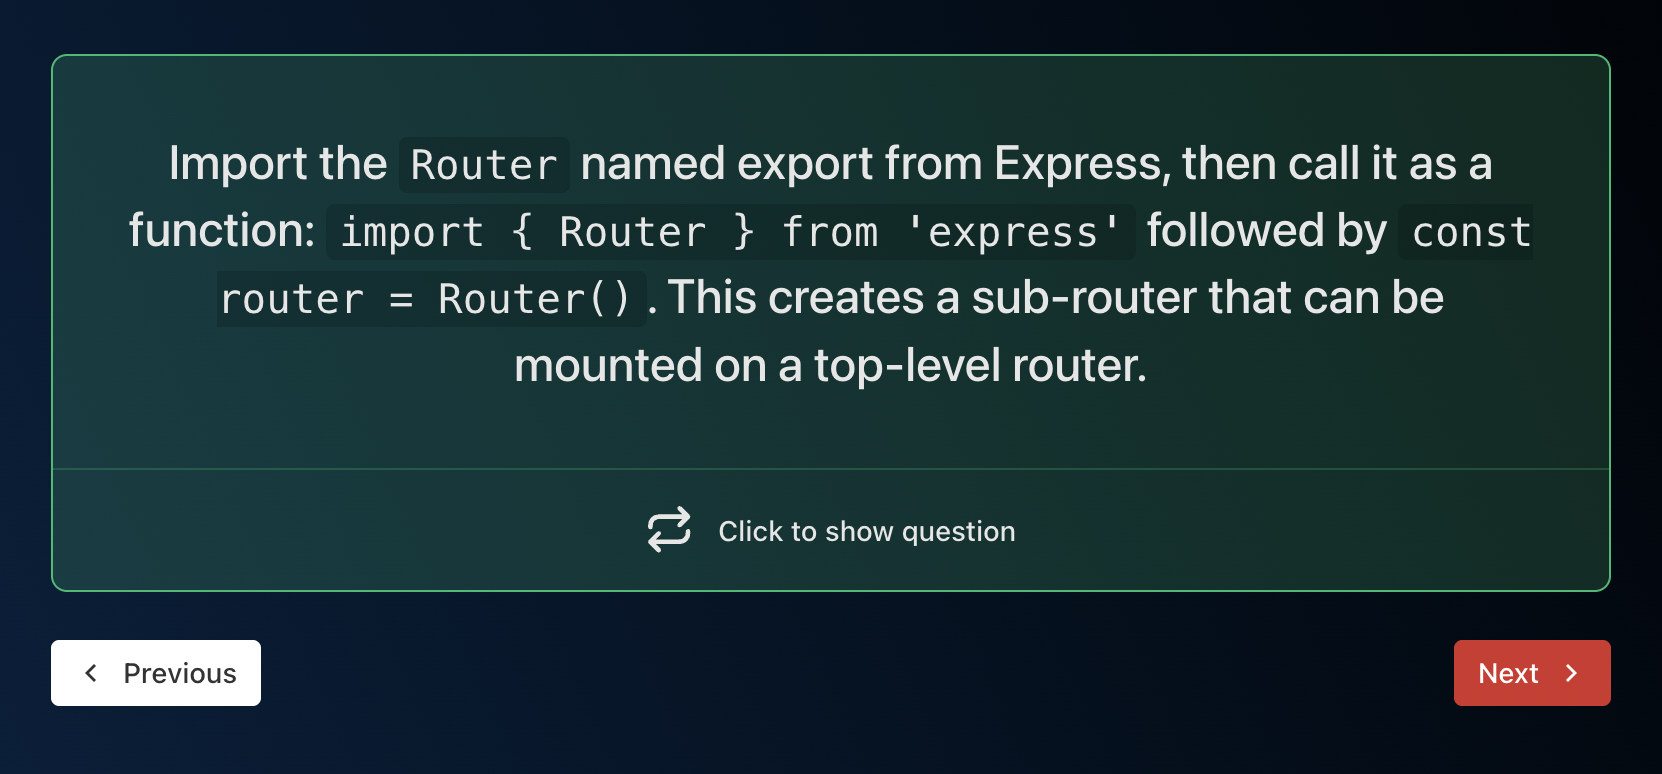 Import the Router named export from Express, then call it as a
function: import { Router } from 'express' followed by const
router = Router(). This creates a sub-router that can be
mounted on a top-level router.
Click to show question
Previous
Next